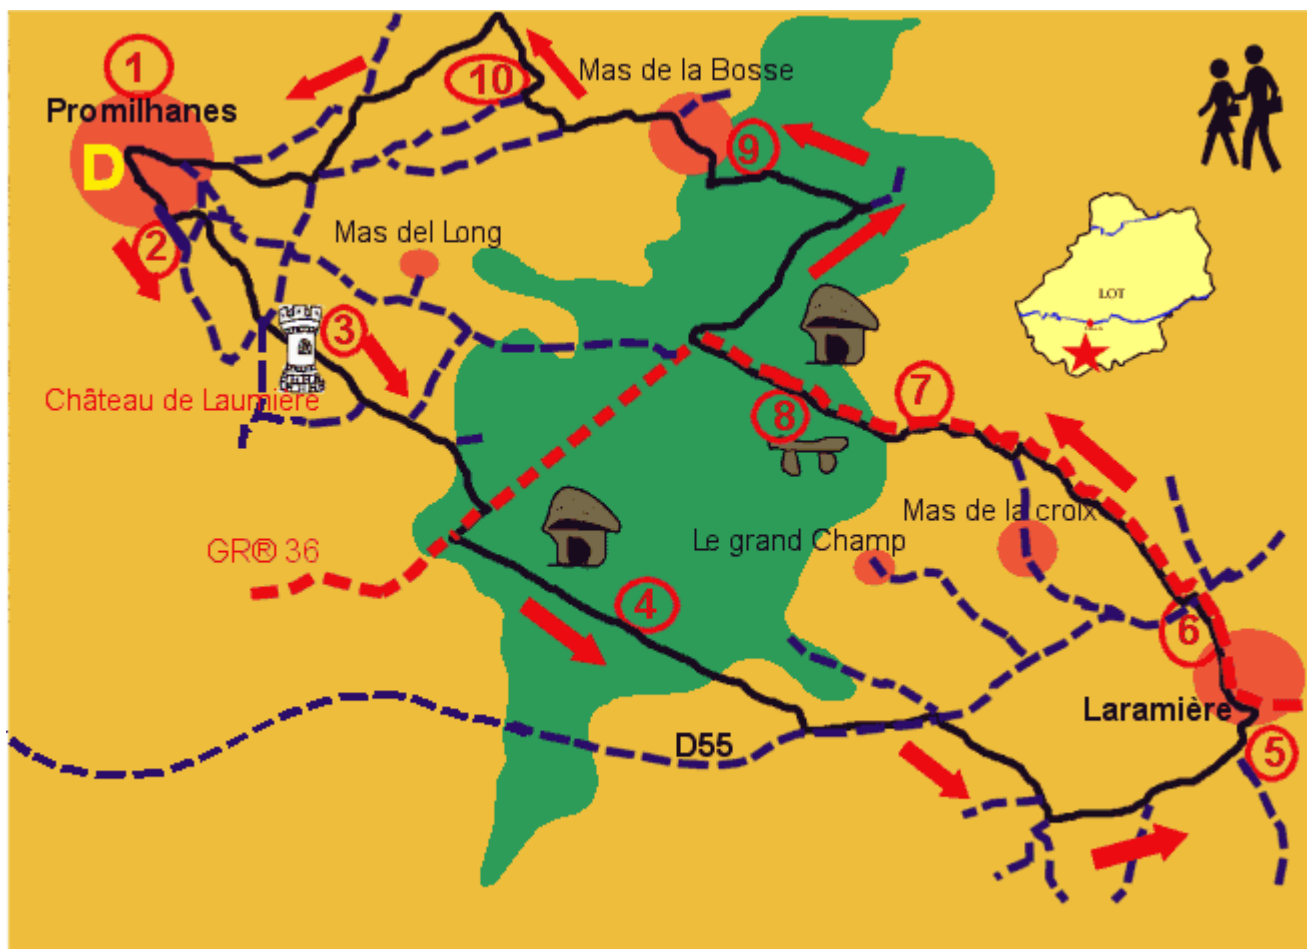 1
Promilhanes
D
2
10
Mas de la Bosse
9
Mas del Long
3
Château de Laumière
LOT
8
7
GR® 36
Le grand Champ
Mas de la croix
4
6
Laramière
D55
5